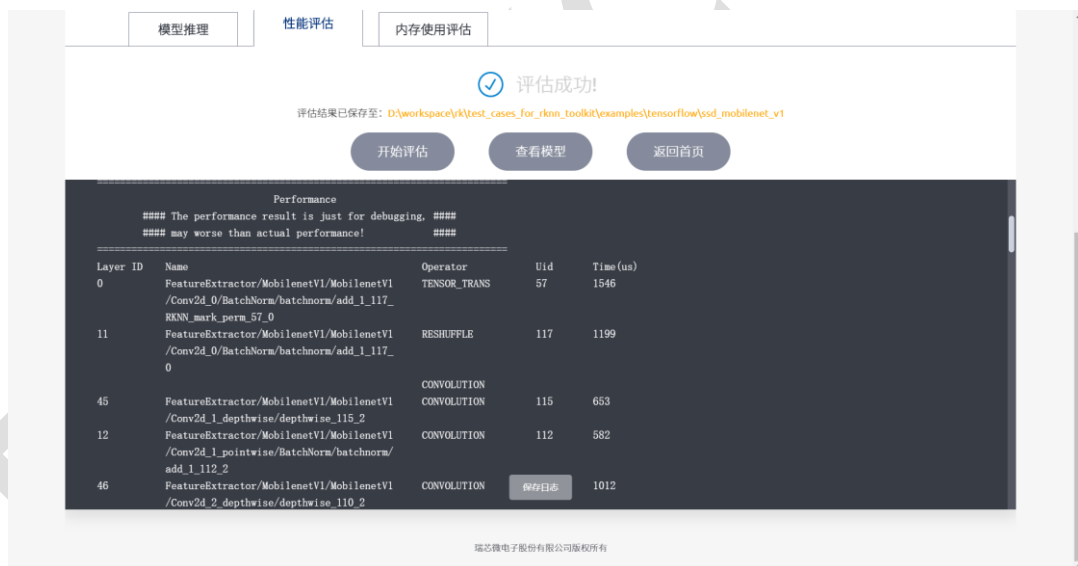 模型推理 性能评估 内存使用评估
评估成功!
评估结果已保存至: D:\workspace\rk\test_cases_for_rknn_toolkit\examples\tensorflow\ssd_mobilenet_v1
开始评估 查看模型 返回首页
========================================================================
Performance
#### The performance result is just for debugging, ####
#### may worse than actual performance! ####
========================================================================
Layer ID Name Operator Uid Time(us)
0 FeatureExtractor/MobilenetV1/MobilenetV1 TENSOR_TRANS 57 1546
/Conv2d_0/BatchNorm/batchnorm/add_1_117_
RKNN_mark_perm_57_0
11 FeatureExtractor/MobilenetV1/MobilenetV1 RESHUFFLE 117 1199
/Conv2d_0/BatchNorm/batchnorm/add_1_117_
0
CONVOLUTION
45 FeatureExtractor/MobilenetV1/MobilenetV1 CONVOLUTION 115 653
/Conv2d_1_depthwise/depthwise_115_2
12 FeatureExtractor/MobilenetV1/MobilenetV1 CONVOLUTION 112 582
/Conv2d_1_pointwise/BatchNorm/batchnorm/
add_1_112_2
46 FeatureExtractor/MobilenetV1/MobilenetV1 CONVOLUTION 保存日志 1012
/Conv2d_2_depthwise/depthwise_110_2
瑞芯微电子股份有限公司版权所有